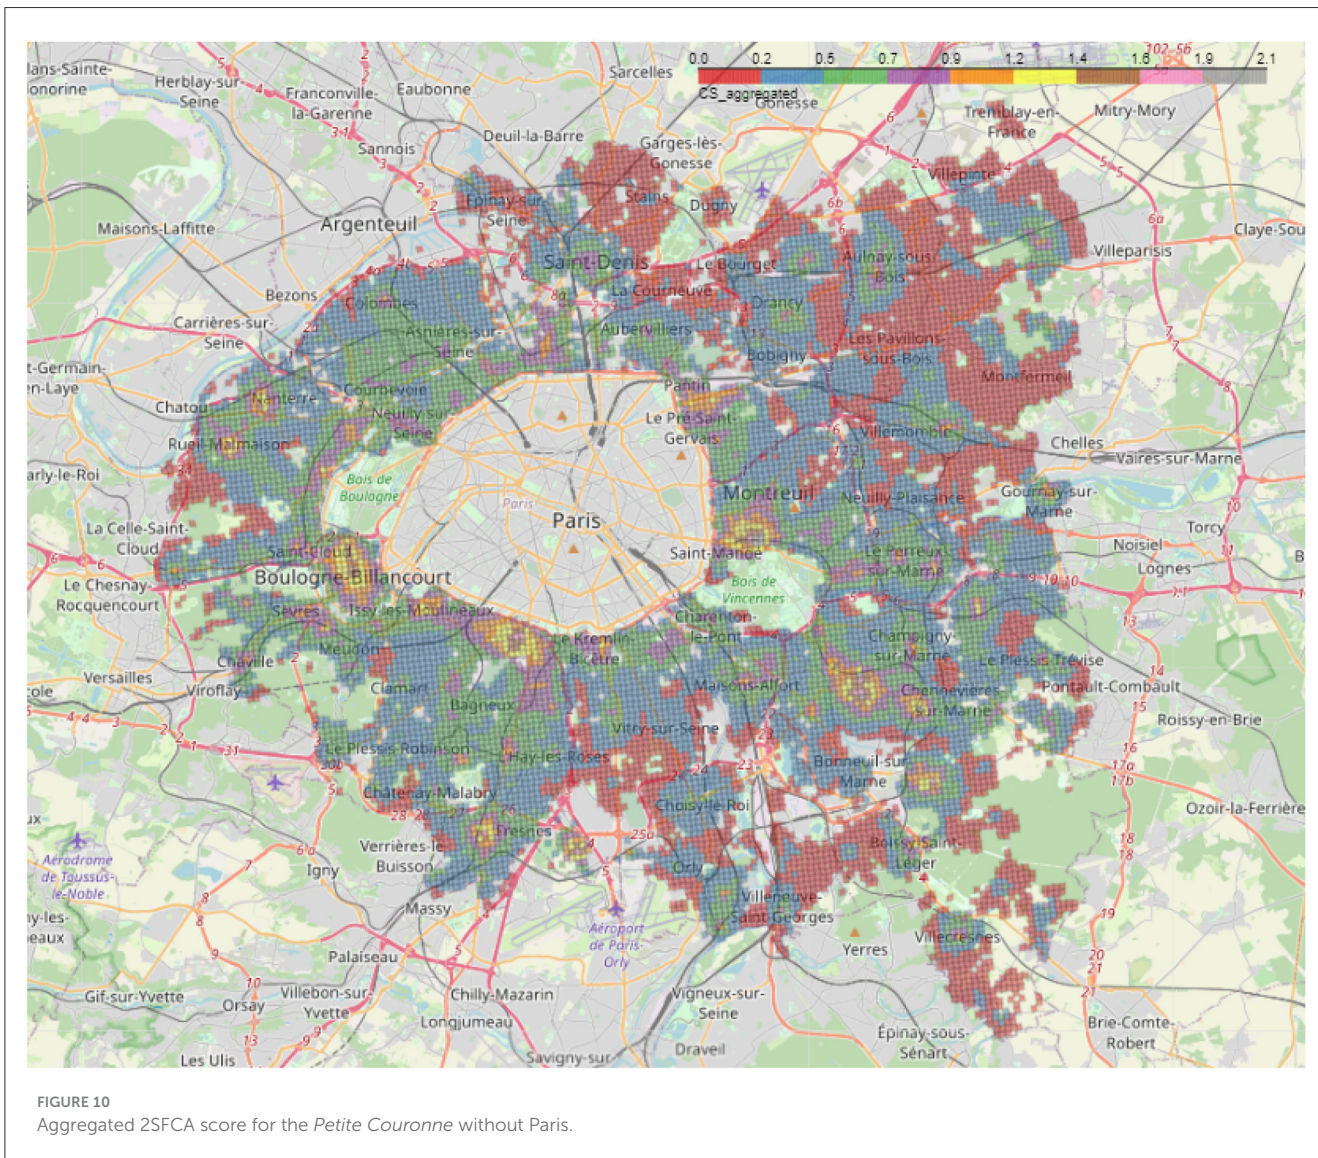 0.0 0.2 0.5 0.7 0.9 1.2 1.4 1.6 1.9 2.1
CS_aggregated
102-56
lans-Sainte-
onorine
Herblay-sur-
Seine
Franconville-
la-Garenne
Eaubonne
Sarcelles
Gonesse
Tremblay-en-
France
Mitry-Mory
Sannois
Deuil-la-Barre
Garges-lès-
Gonesse
Villepinte
Maisons-Laffitte
Argenteuil
Épinay-sur-
Seine
Stains
Dugny
Claye-Sou
Villeparisis
Bezons
Colombes
Saint-Denis
Le Bourget
Aulnay-sous-
Bois
La Courneuve
Drancy
Carrières-sur-
Seine
Asnières-sur-
Seine
Aubervilliers
Bobigny
Les Pavillons-
sous-Bois
t-Germain-
en-Laye
Courbevoie
Pantin
Montfermeil
Chatou
Nanterre
Neuilly-sur-
Seine
Le Pré-Saint-
Gervais
Rueil-Malmaison
Villemomble
Chelles
Vaires-sur-Marne
arly-le-Roi
Bois de
Boulogne
Paris
Paris
Montreuil
Neuilly-Plaisance
Gournay-sur-
Marne
La Celle-Saint-
Cloud
Saint-Cloud
Saint-Mandé
Le Perreux-
sur-Marne
Torcy
Noisiel
Lognes
Le Chesnay-
Rocquencourt
Boulogne-Billancourt
Bois de
Vincennes
Sèvres
Issy-les-Moulineaux
Charenton-
le-Pont
Le Kremlin-
Bicêtre
Champigny-
sur-Marne
Meudon
Chaville
Le Plessis-Trévise
Versailles
Viroflay
Clamart
Bagneux
Maisons-Alfort
Chennevières-
sur-Marne
Pontault-Combault
Roissy-en-Brie
Vitry-sur-Seine
Le Plessis-Robinson
Haÿ-les-Roses
Bonneuil-sur-
Marne
Châtenay-Malabry
Choisy-le-Roi
Ozoir-la-Ferrière
Fresnes
Verrières-le-
Buisson
Boissy-Saint-
Léger
Aérodrome
de Toussus-
le-Noble
Igny
Orly
Massy
Villeneuve-
Saint-Georges
Aéroport
de Paris-
Orly
Villecresnes
Yerres
Palaiseau
Gif-sur-Yvette
Orsay
Villebon-sur-
Yvette
Chilly-Mazarin
Longjumeau
Vigneux-sur-
Seine
Draveil
Épinay-sous-
Sénart
Brie-Comte-
Robert
Les Ulis
Savigny-sur
FIGURE 10
Aggregated 2SFCA score for the Petite Couronne without Paris.